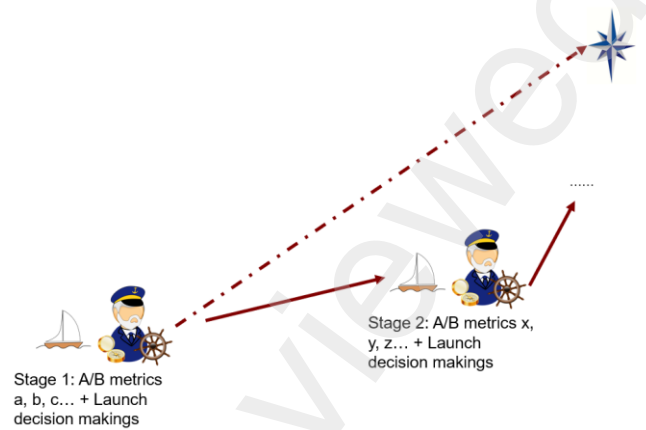 ......
Stage 2: A/B metrics x,
y, z... + Launch
decision makings
Stage 1: A/B metrics
a, b, c... + Launch
decision makings
viewed